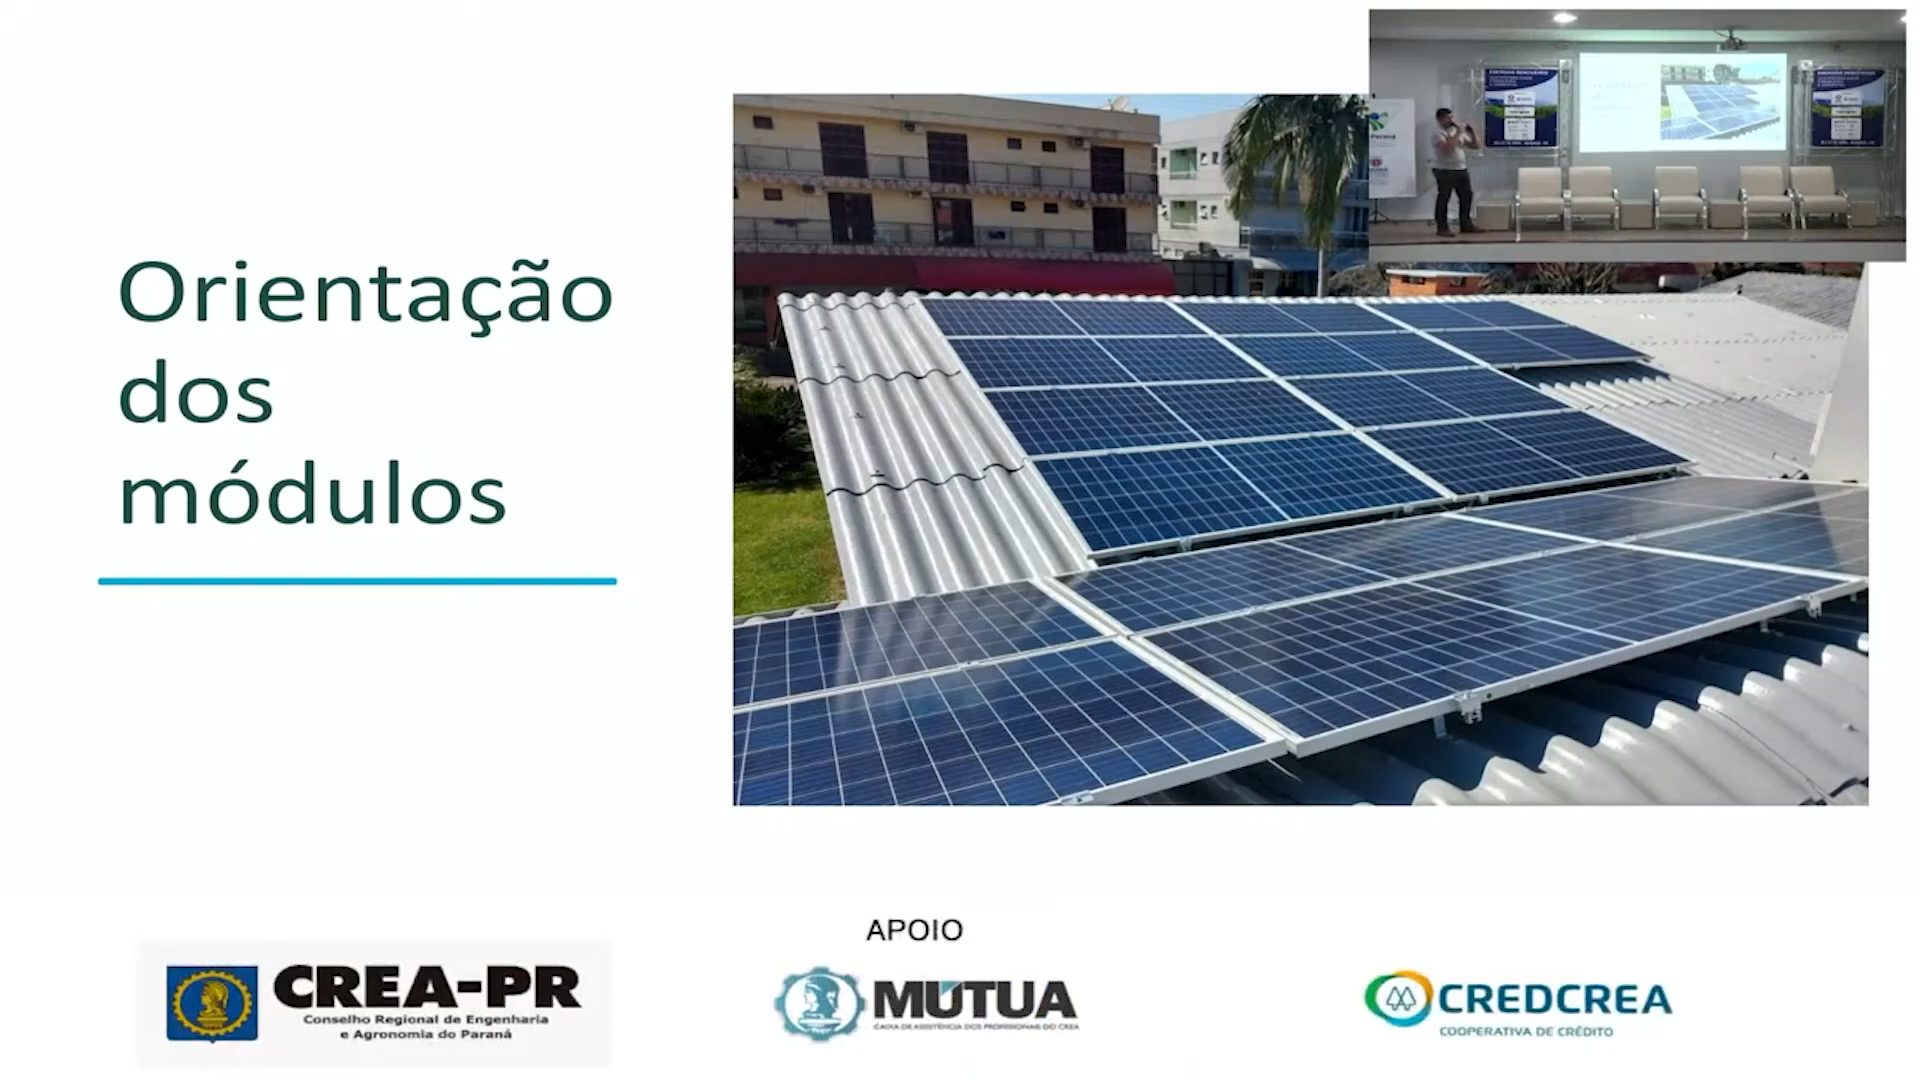 Orientação
dos
módulos
APOIO
CREA-PR
Conselho Regional de Engenharia
e Agronomia do Paraná
MÚTUA
CAIXA DE ASSISTÊNCIA DOS PROFISSIONAIS DO CREA
CREDCREA
COOPERATIVA DE CRÉDITO